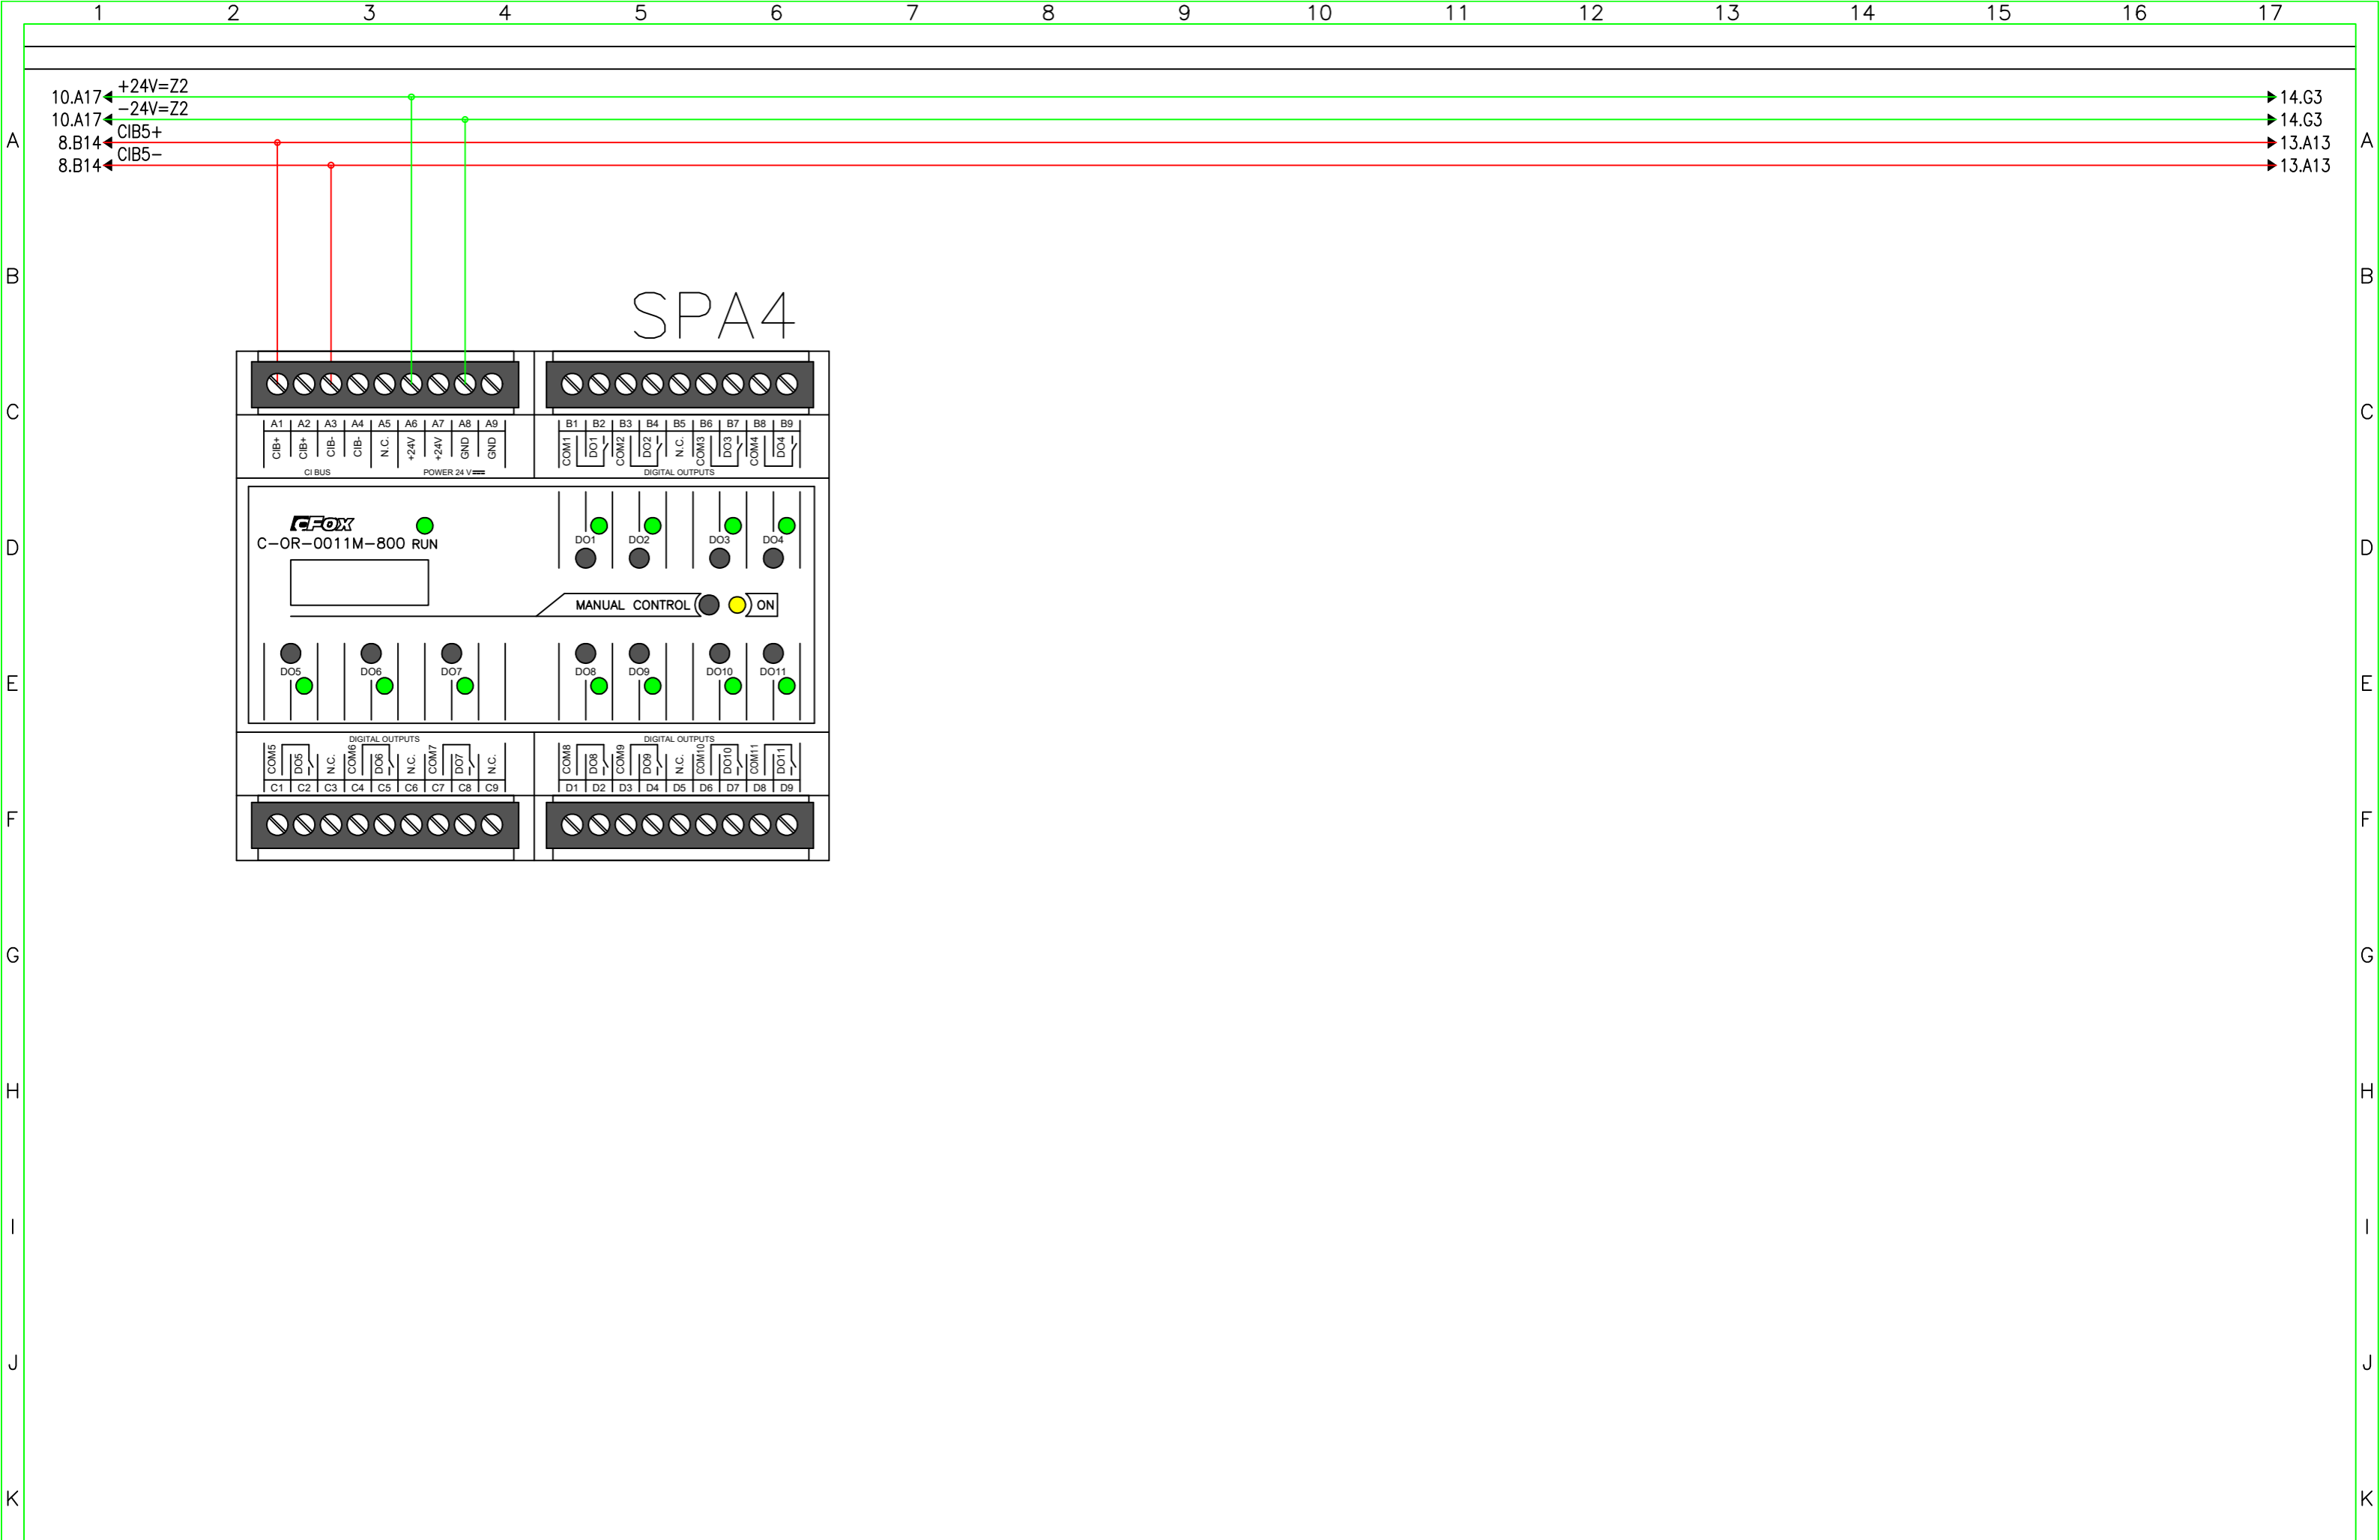 1 2 3 4 5 6 7 8 9 10 11 12 13 14 15 16 17
10.A17 +24V=Z2 14.G3
10.A17 -24V=Z2 14.G3
A 8.B14 CIB5+ 13.A13 A
8.B14 CIB5- 13.A13
B B
SPA4
C C
A1 A2 A3 A4 A5 A6 A7 A8 A9 B1 B2 B3 B4 B5 B6 B7 B8 B9
CIB+ CIB+ CIB- CIB- N.C. +24V +24V GND GND COM1 DO1 COM2 DO2 N.C. COM3 DO3 COM4 DO4
CI BUS POWER 24 V DIGITAL OUTPUTS
CFox
D C-OR-0011M-800 RUN DO1 DO2 DO3 DO4 D
MANUAL CONTROL ON
DO5 DO6 DO7 DO8 DO9 DO10 DO11
E E
DIGITAL OUTPUTS DIGITAL OUTPUTS
COM5 DO5 N.C. COM6 DO6 N.C. COM7 DO7 N.C. COM8 DO8 COM9 DO9 N.C. COM10 DO10 COM11 DO11
C1 C2 C3 C4 C5 C6 C7 C8 C9 D1 D2 D3 D4 D5 D6 D7 D8 D9
F F
G G
H H
I I
J J
K K